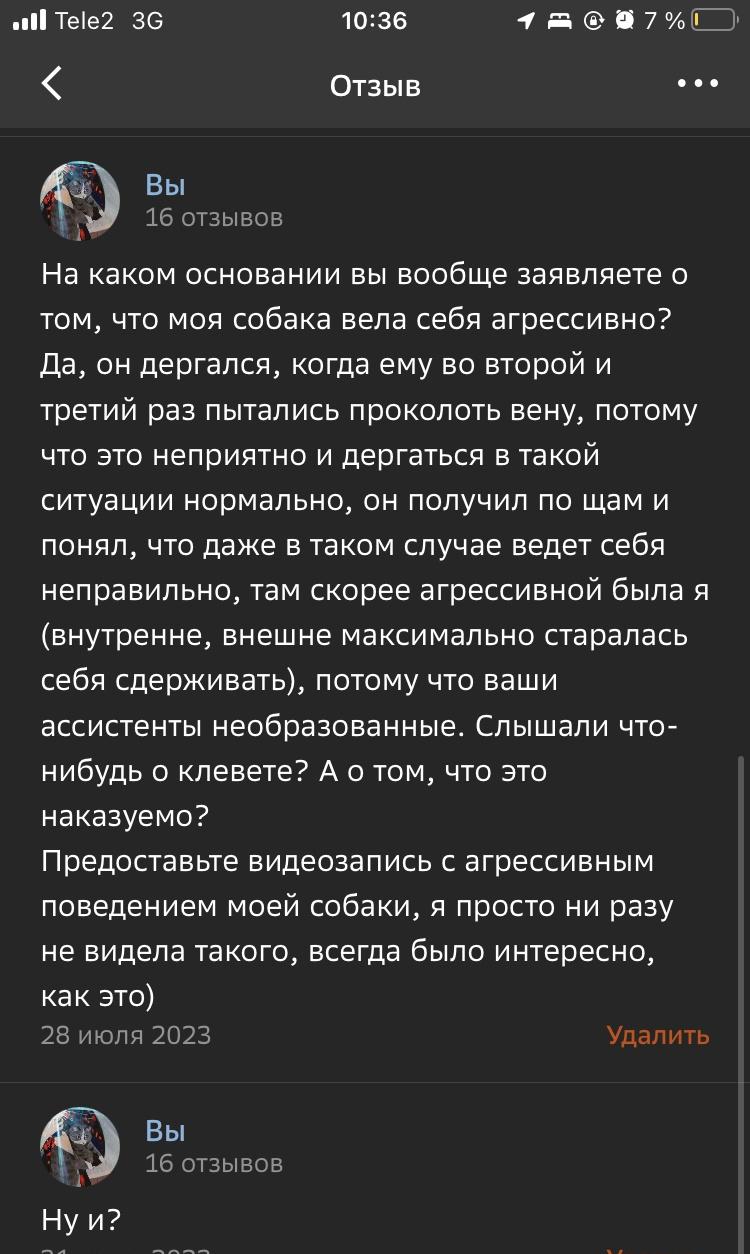 Tele2 3G 10:36 7 %
Отзыв
Вы
16 отзывов
На каком основании вы вообще заявляете о
том, что моя собака вела себя агрессивно?
Да, он дергался, когда ему во второй и
третий раз пытались проколоть вену, потому
что это неприятно и дергаться в такой
ситуации нормально, он получил по щам и
понял, что даже в таком случае ведет себя
неправильно, там скорее агрессивной была я
(внутренне, внешне максимально старалась
себя сдерживать), потому что ваши
ассистенты необразованные. Слышали что-
нибудь о клевете? А о том, что это
наказуемо?
Предоставьте видеозапись с агрессивным
поведением моей собаки, я просто ни разу
не видела такого, всегда было интересно,
как это)
28 июля 2023 Удалить
Вы
16 отзывов
Ну и?